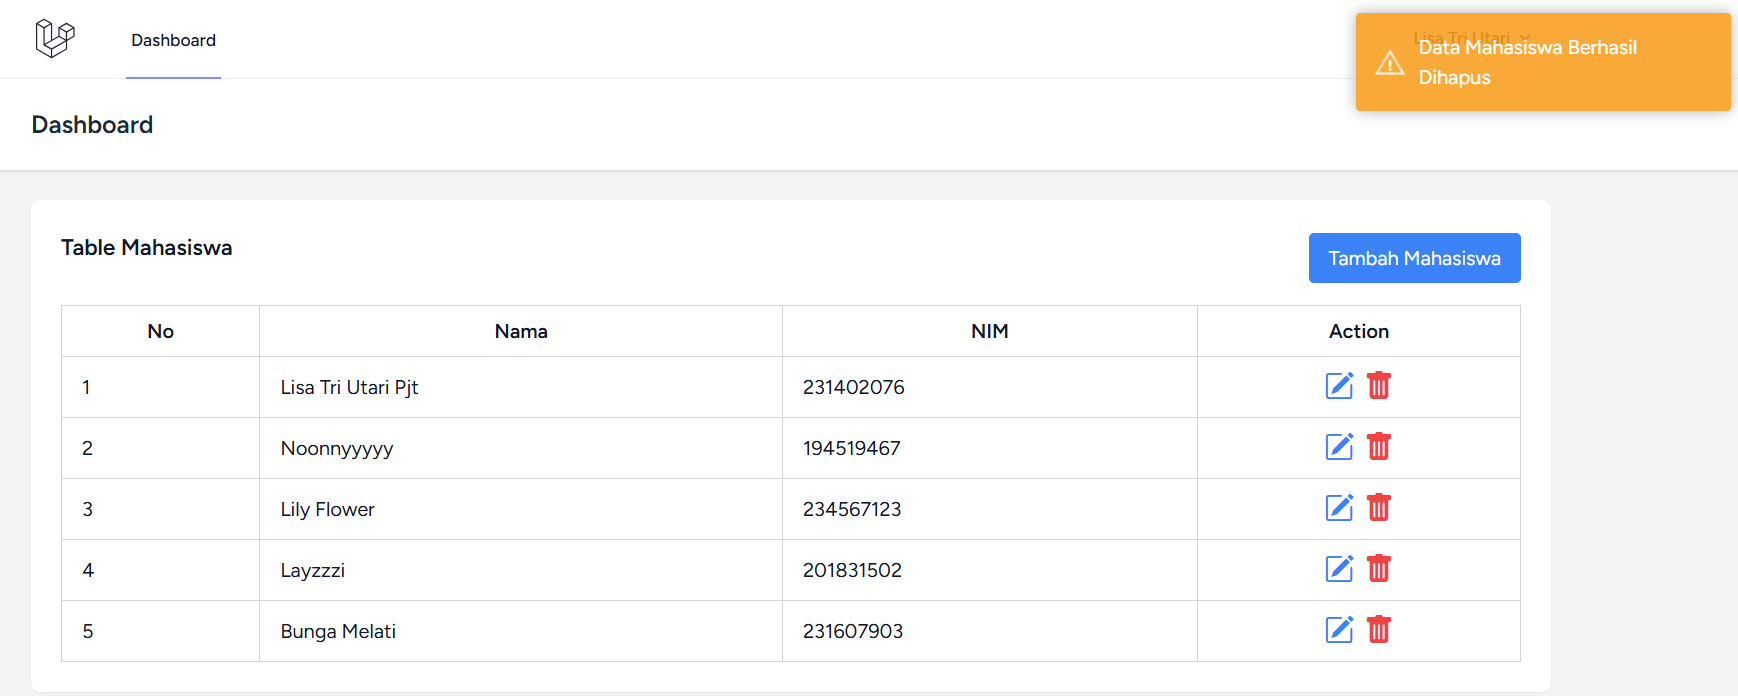 Dashboard
Lisa Tri Utari
Data Mahasiswa Berhasil
Dihapus
Dashboard
Table Mahasiswa
Tambah Mahasiswa
No Nama NIM Action
1 Lisa Tri Utari Pjt 231402076
2 Noonnyyyyy 194519467
3 Lily Flower 234567123
4 Layzzzi 201831502
5 Bunga Melati 231607903